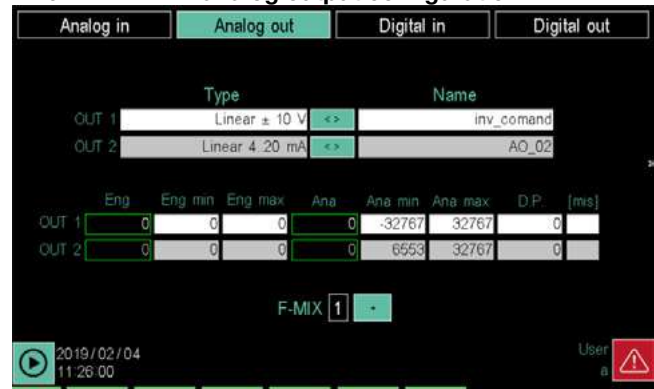 Analog in Analog out Digital in Digital out
Type Name
OUT 1 Linear ± 10 V <> inv_comand
OUT 2 Linear 4..20 mA <> AO_02
Eng Eng min Eng max Ana Ana min Ana max D.P. [mis]
OUT 1 0 0 0 0 -32767 32767 0
OUT 2 0 0 0 0 6553 32767 0
F-MIX 1 -
2019/02/04 User
11:26:00 a